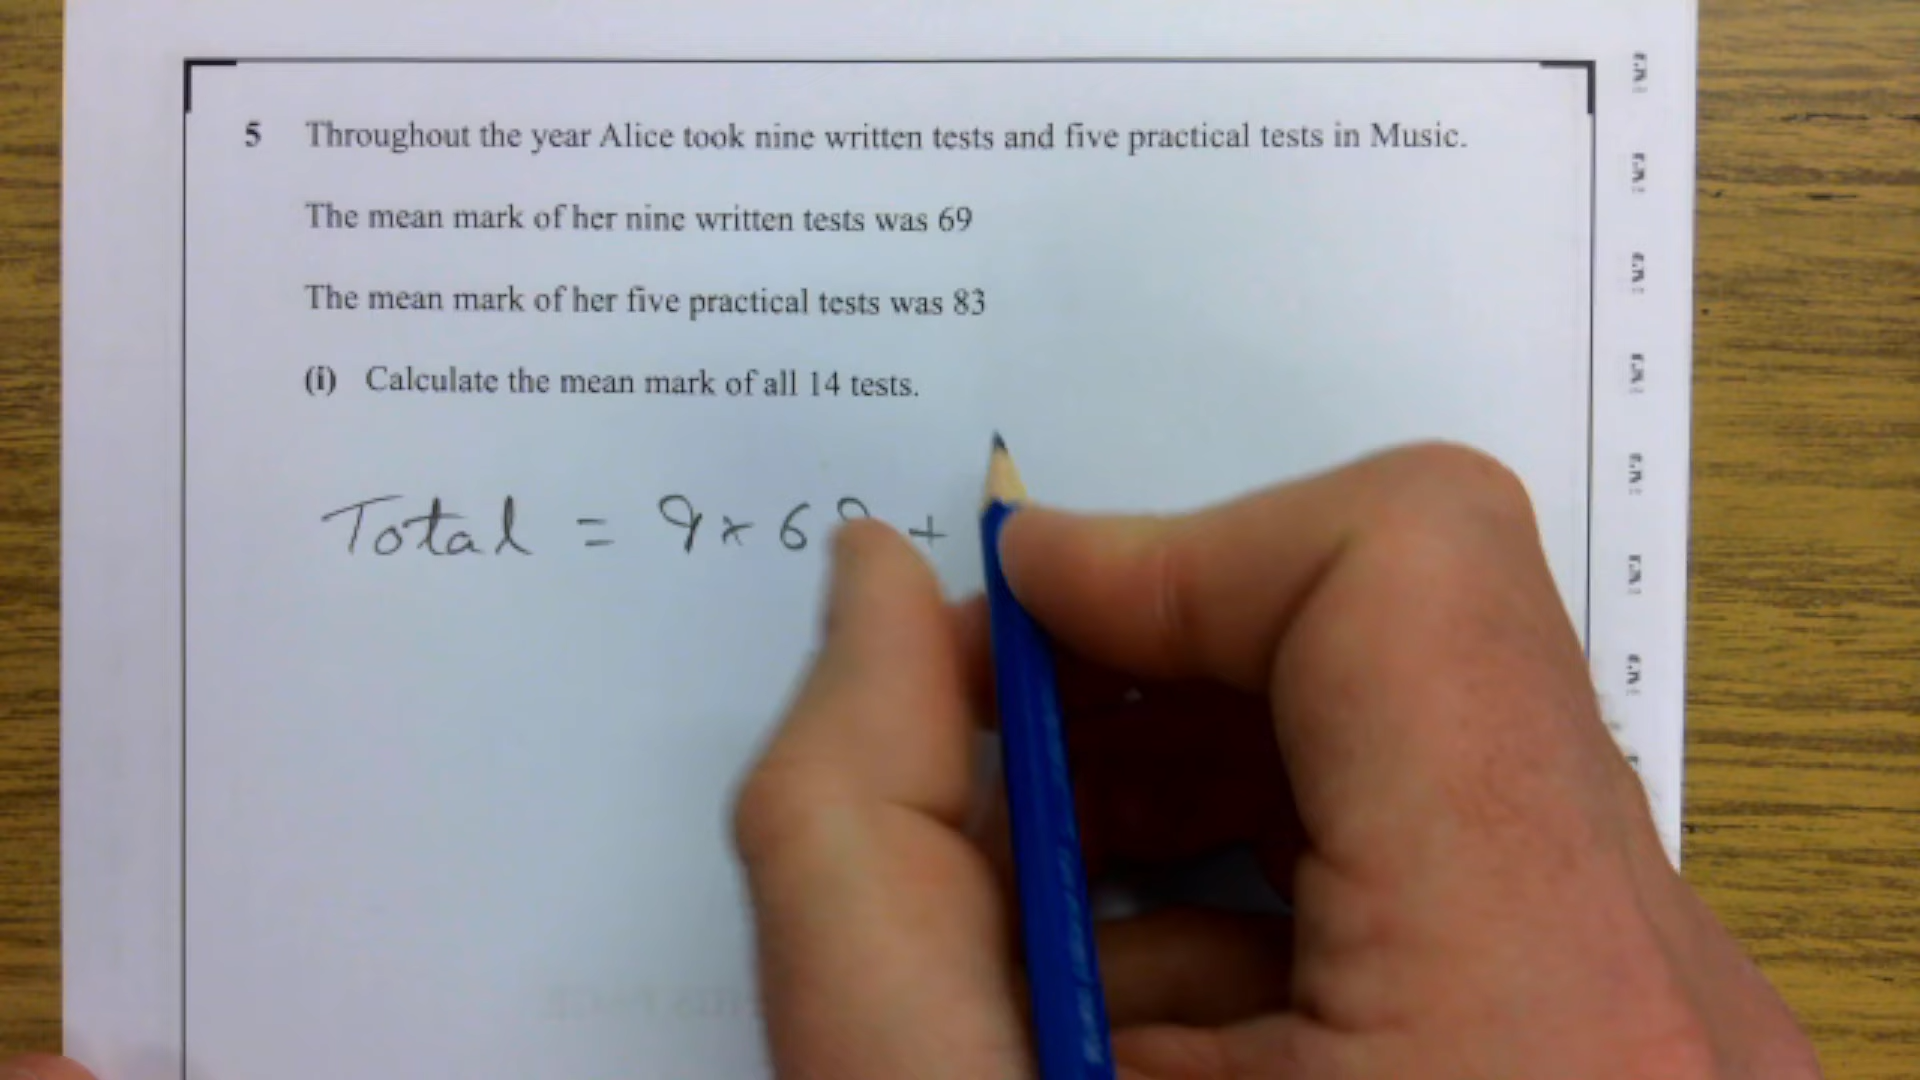 5 Throughout the year Alice took nine written tests and five practical tests in Music.
The mean mark of her nine written tests was 69
The mean mark of her five practical tests was 83
(i) Calculate the mean mark of all 14 tests.
Total = 9 × 69 +